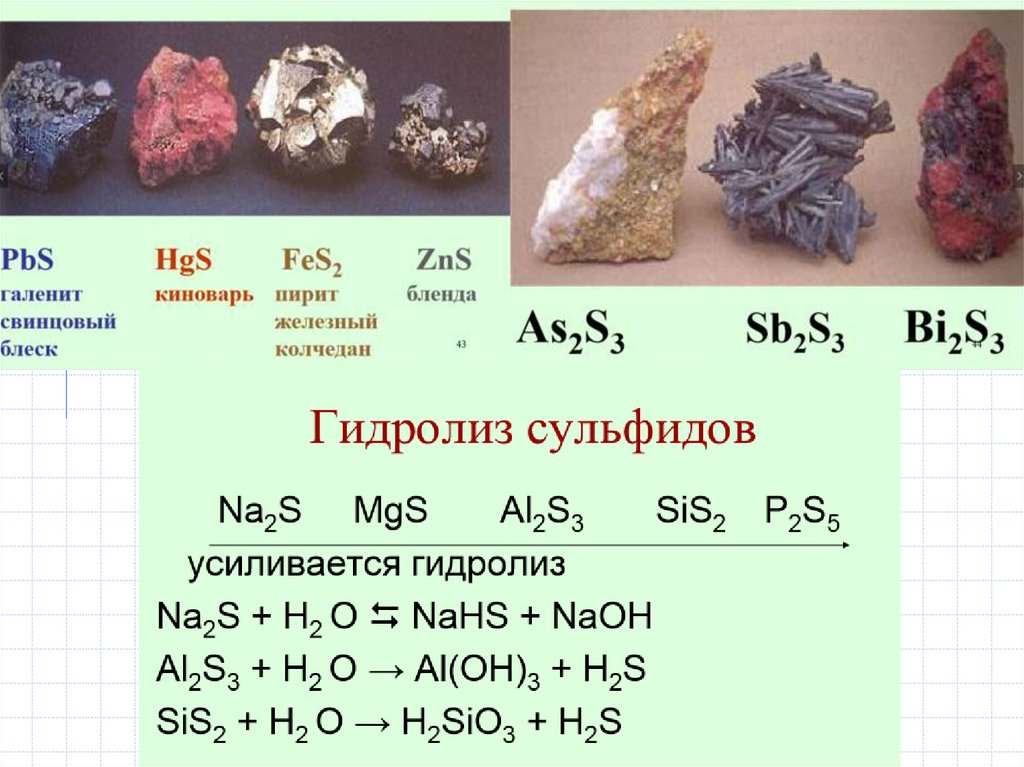 PbS HgS FeS₂ ZnS
галенит киноварь пирит бленда
свинцовый железный
блеск колчедан
43
As₂S₃ Sb₂S₃ Bi₂S₃
44
Гидролиз сульфидов
Na₂S MgS Al₂S₃ SiS₂ P₂S₅
усиливается гидролиз
Na₂S + H₂ O ⮠ NaHS + NaOH
Al₂S₃ + H₂ O → Al(OH)₃ + H₂S
SiS₂ + H₂ O → H₂SiO₃ + H₂S